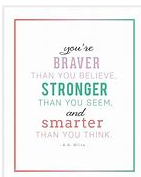 you're
BRAVER
THAN YOU BELIEVE,
STRONGER
THAN YOU SEEM,
and
smarter
THAN YOU THINK.
- A.A. Milne